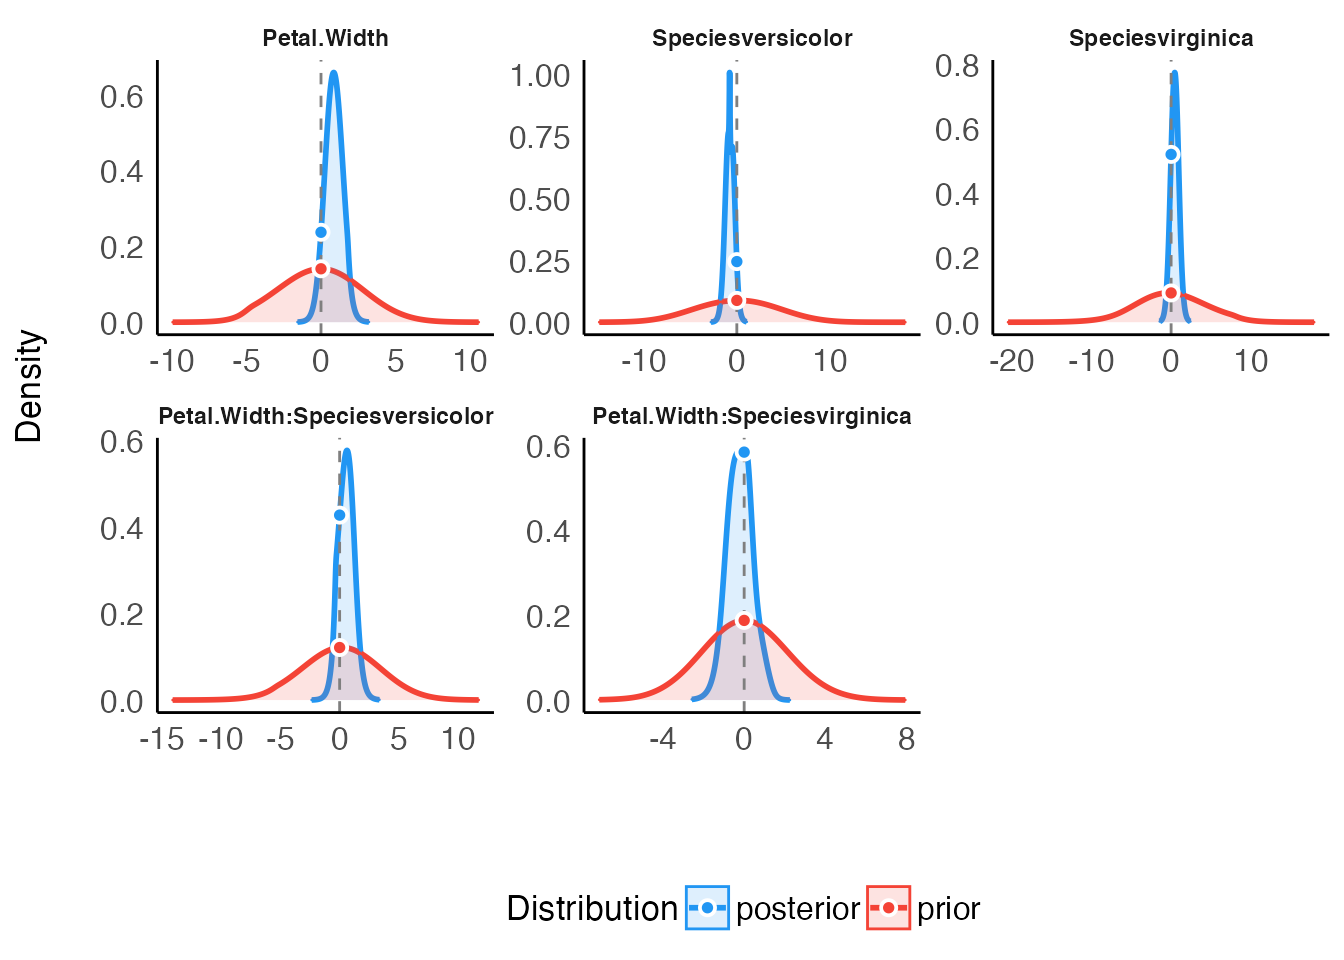 Petal.Width Speciesversicolor Speciesvirginica
0.6 0.4 0.2 0.0
-10 -5 0 5 10
1.00 0.75 0.50 0.25 0.00
-10 0 10
0.8 0.6 0.4 0.2 0.0
-20 -10 0 10
Density
Petal.Width:Speciesversicolor Petal.Width:Speciesvirginica
0.6 0.4 0.2 0.0
-15 -10 -5 0 5 10
0.6 0.4 0.2 0.0
-4 0 4 8
Distribution posterior prior